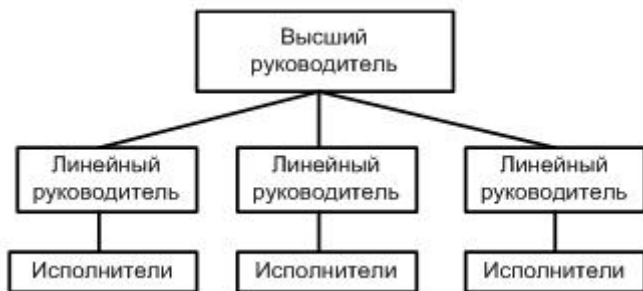 Высший
руководитель
Линейный
руководитель
Линейный
руководитель
Линейный
руководитель
Исполнители
Исполнители
Исполнители